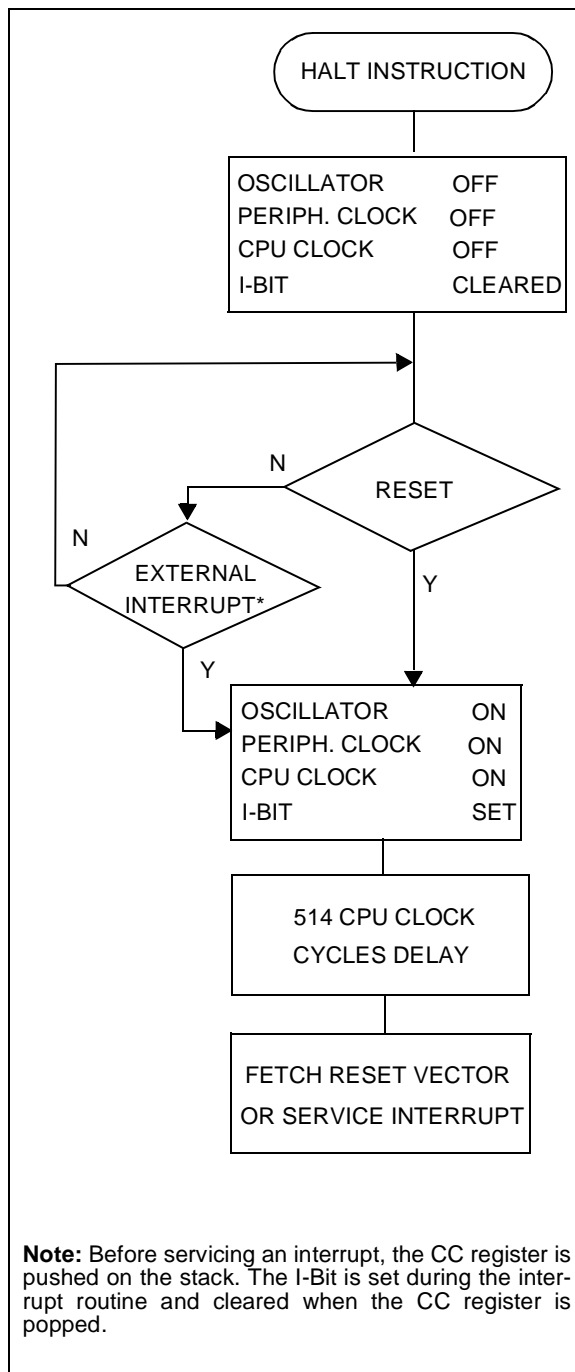 HALT INSTRUCTION
OSCILLATOR OFF
PERIPH. CLOCK OFF
CPU CLOCK OFF
I-BIT CLEARED
N
RESET
N
EXTERNAL
INTERRUPT*
Y
Y
OSCILLATOR ON
PERIPH. CLOCK ON
CPU CLOCK ON
I-BIT SET
514 CPU CLOCK
CYCLES DELAY
FETCH RESET VECTOR
OR SERVICE INTERRUPT
Note: Before servicing an interrupt, the CC register is
pushed on the stack. The I-Bit is set during the inter-
rupt routine and cleared when the CC register is
popped.